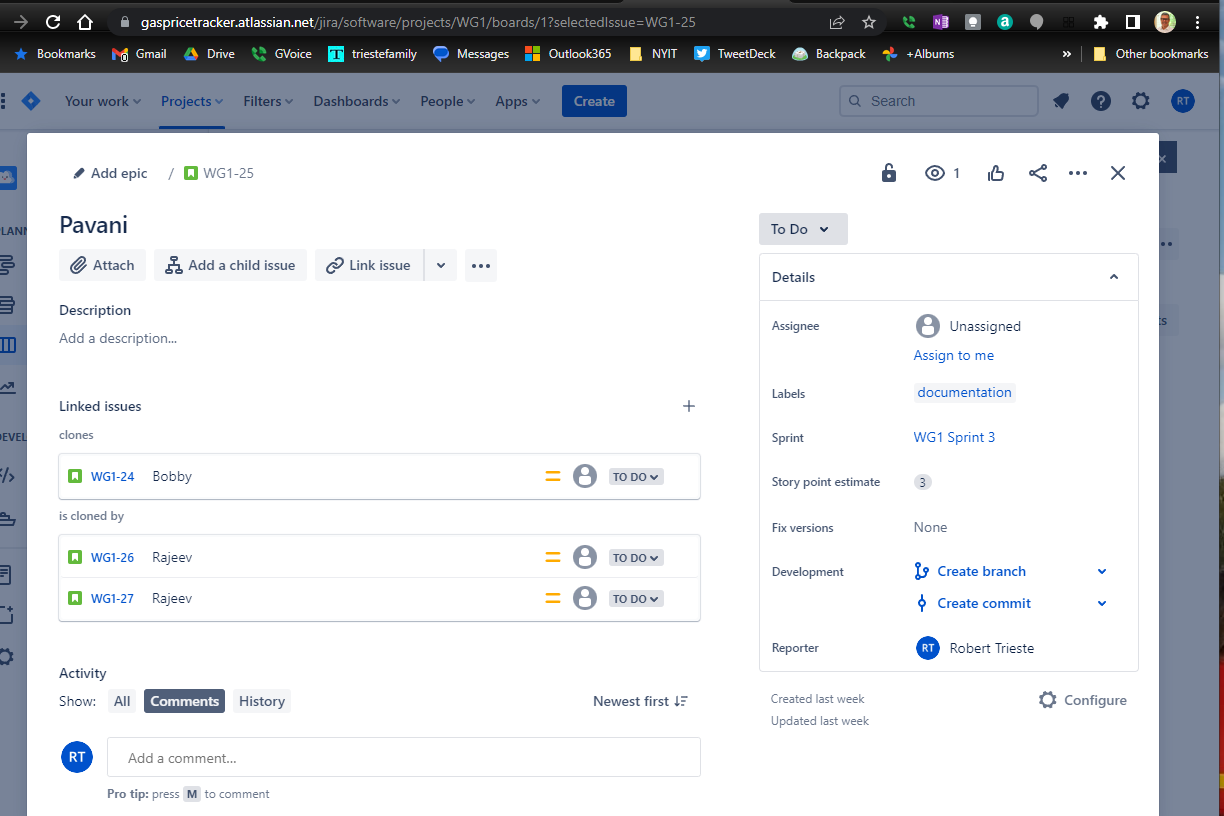 gaspricetracker.atlassian.net/jira/software/projects/WG1/boards/1?selectedIssue=WG1-25
Bookmarks Gmail Drive GVoice T triestefamily Messages Outlook365 NYIT TweetDeck Backpack +Albums » Other bookmarks
Your work Projects Filters Dashboards People Apps Create Search RT
Add epic / WG1-25 1
Pavani
To Do
Attach Add a child issue Link issue
Details
Description
Add a description...
Assignee Unassigned
Assign to me
Labels documentation
Linked issues
clones
Sprint WG1 Sprint 3
WG1-24 Bobby TO DO
Story point estimate 3
is cloned by
Fix versions None
WG1-26 Rajeev TO DO
Development Create branch
WG1-27 Rajeev TO DO
Create commit
Reporter RT Robert Trieste
Activity
Show: All Comments History Newest first
Created last week Configure
Updated last week
RT Add a comment...
Pro tip: press M to comment